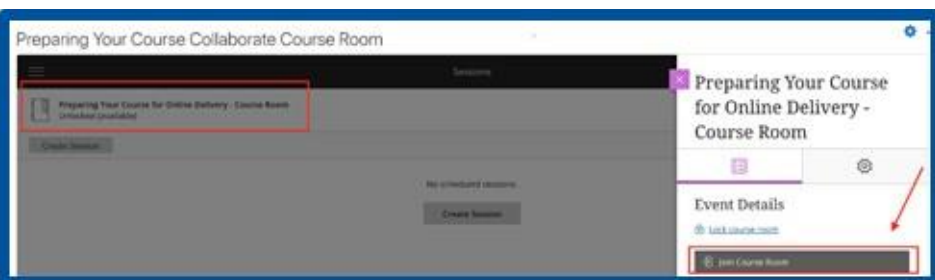 Preparing Your Course Collaborate Course Room
Sessions
Preparing Your Course for Online Delivery - Course Room
Unlocked (available)
Create Session
No scheduled sessions
Create Session
Preparing Your Course
for Online Delivery -
Course Room
Event Details
Lock course room
Join Course Room